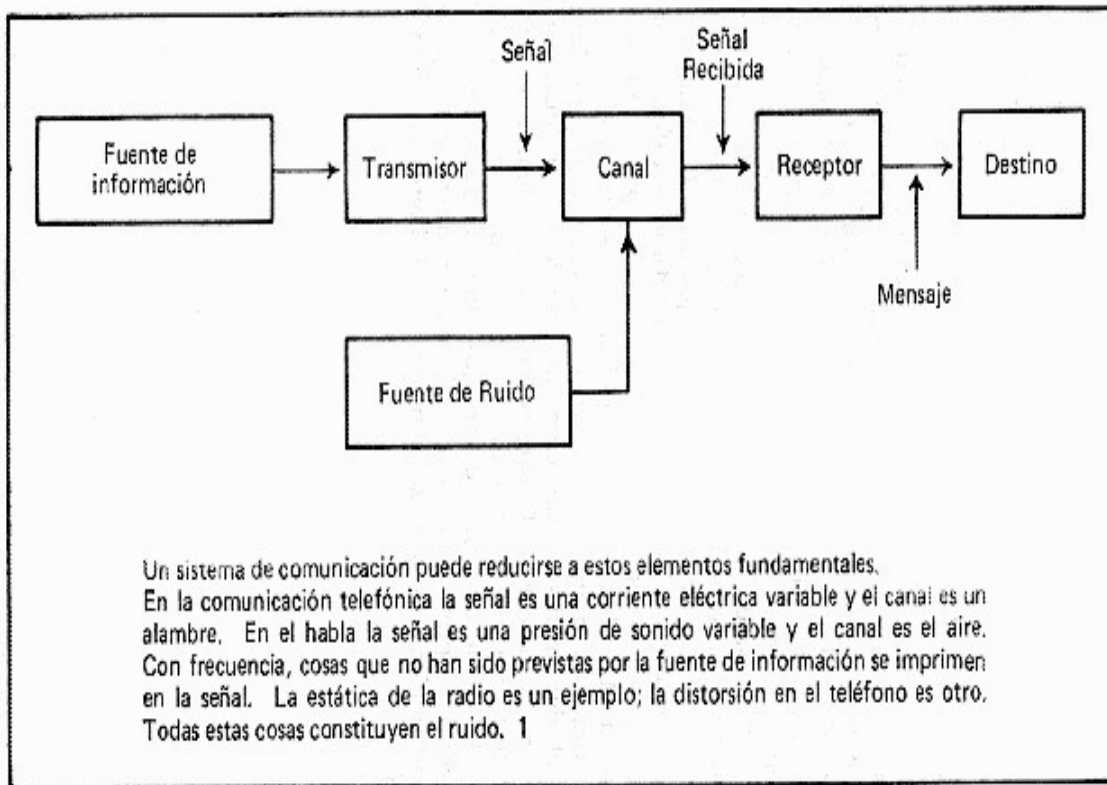 Señal
Señal
Recibida
Fuente de
información
Transmisor
Canal
Receptor
Destino
Mensaje
Fuente de Ruido
Un sistema de comunicación puede reducirse a estos elementos fundamentales.
En la comunicación telefónica la señal es una corriente eléctrica variable y el canal es un
alambre. En el habla la señal es una presión de sonido variable y el canal es el aire.
Con frecuencia, cosas que no han sido previstas por la fuente de información se imprimen
en la señal. La estática de la radio es un ejemplo; la distorsión en el teléfono es otro.
Todas estas cosas constituyen el ruido. 1